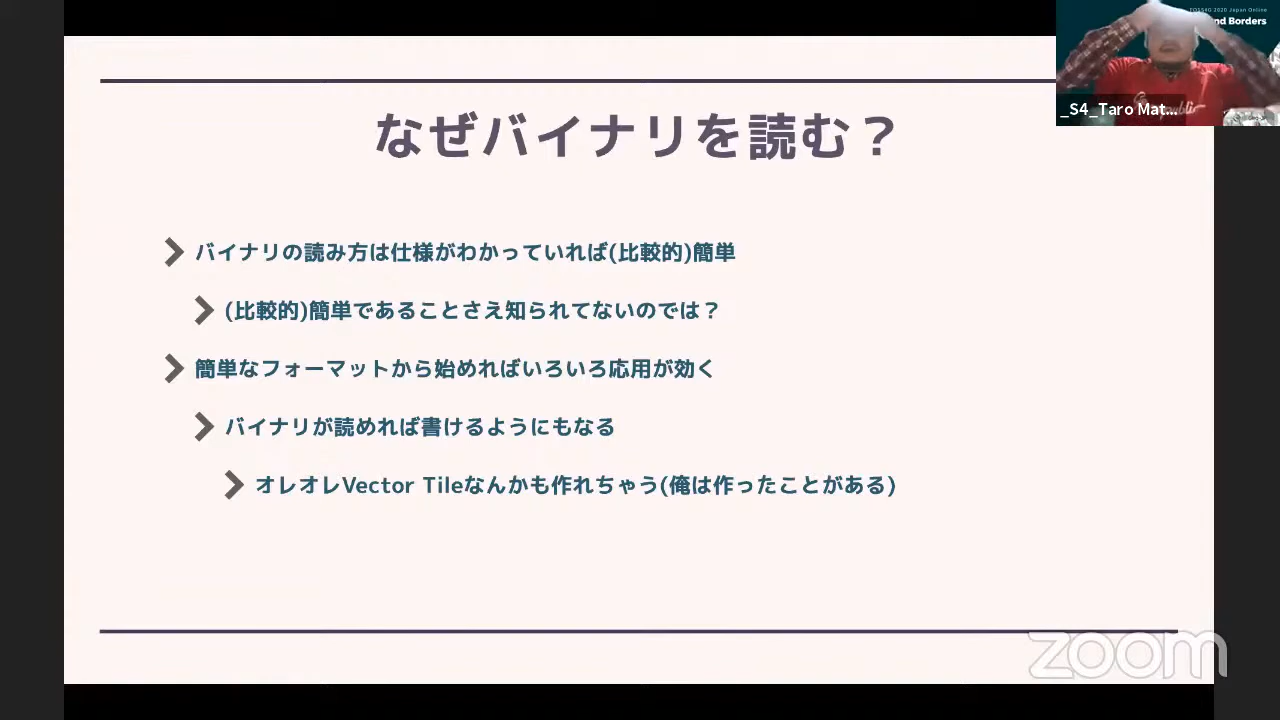 なぜバイナリを読む？
バイナリの読み方は仕様がわかっていれば(比較的)簡単
(比較的)簡単であることさえ知られてないのでは？
簡単なフォーマットから始めればいろいろ応用が効く
バイナリが読めれば書けるようにもなる
オレオレVector Tileなんかも作れちゃう(俺は作ったことがある)
FOSS4G 2020 Japan Online
nd Borders
_S4_Taro Mat...
zoom